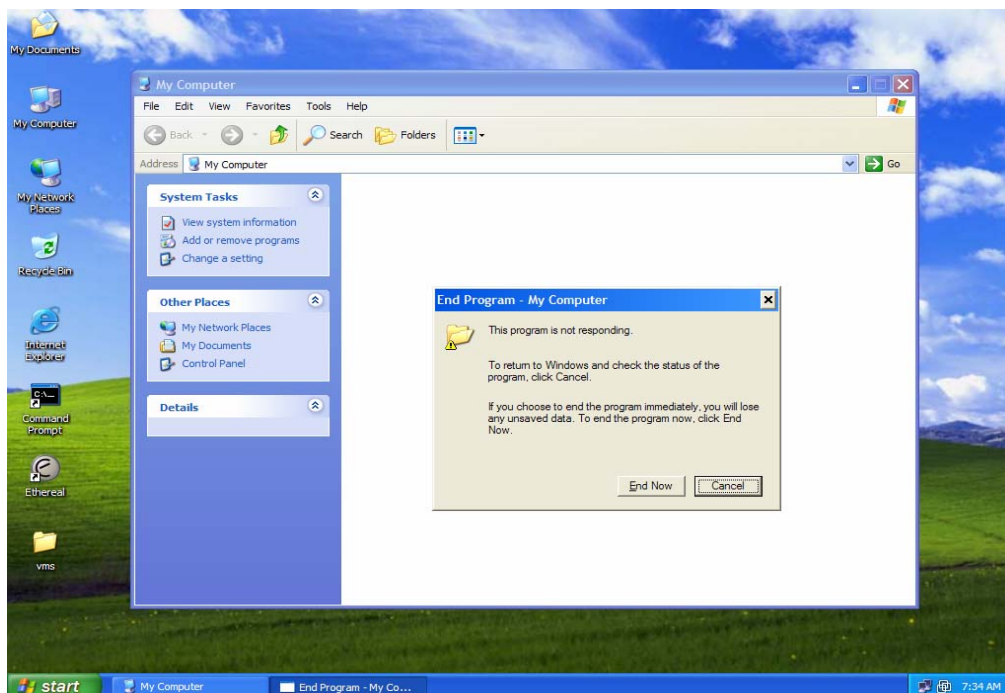 My Documents
My Computer
My Network
Places
Recycle Bin
Internet
Explorer
C:\_
Command
Prompt
Ethereal
vms
My Computer
File Edit View Favorites Tools Help
Back Search Folders
Address My Computer Go
System Tasks
View system information
Add or remove programs
Change a setting
Other Places
My Network Places
My Documents
Control Panel
Details
End Program - My Computer
This program is not responding.
To return to Windows and check the status of the
program, click Cancel.
If you choose to end the program immediately, you will lose
any unsaved data. To end the program now, click End
Now.
End Now Cancel
start My Computer End Program - My Co... 7:34 AM